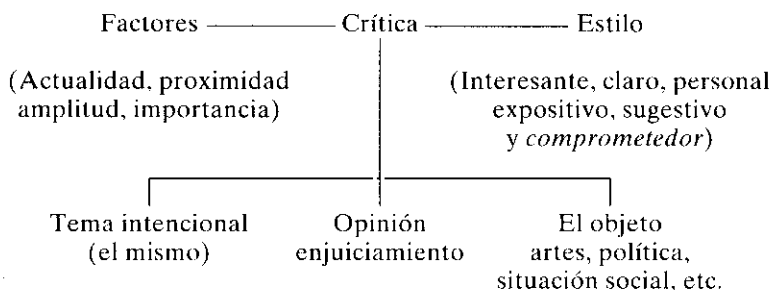 Factores Crítica Estilo
(Actualidad, proximidad
amplitud, importancia)
(Interesante, claro, personal
expositivo, sugestivo
y comprometedor)
Tema intencional
(el mismo)
Opinión
enjuiciamiento
El objeto
artes, política,
situación social, etc.